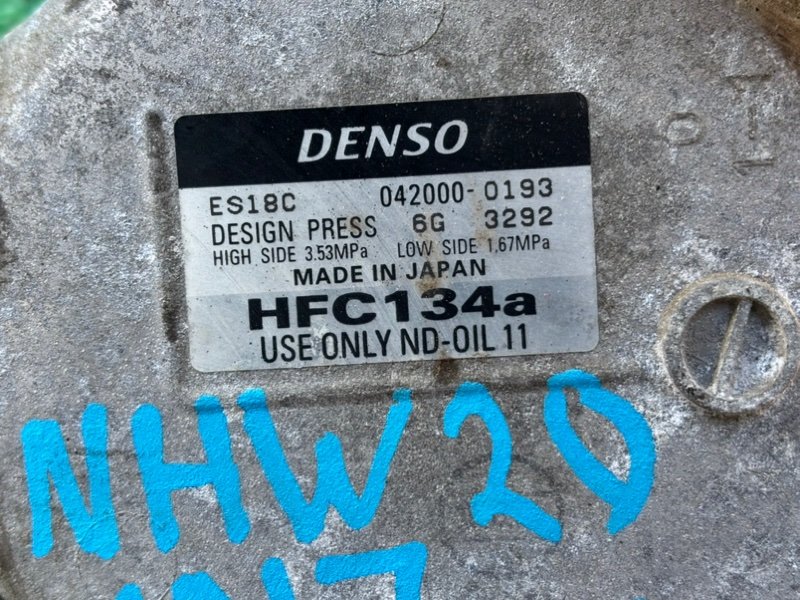 DENSO
ES18C 042000-0193
DESIGN PRESS 6G 3292
HIGH SIDE 3.53MPa LOW SIDE 1.67MPa
MADE IN JAPAN
HFC134a
USE ONLY ND-OIL 11
NHW20